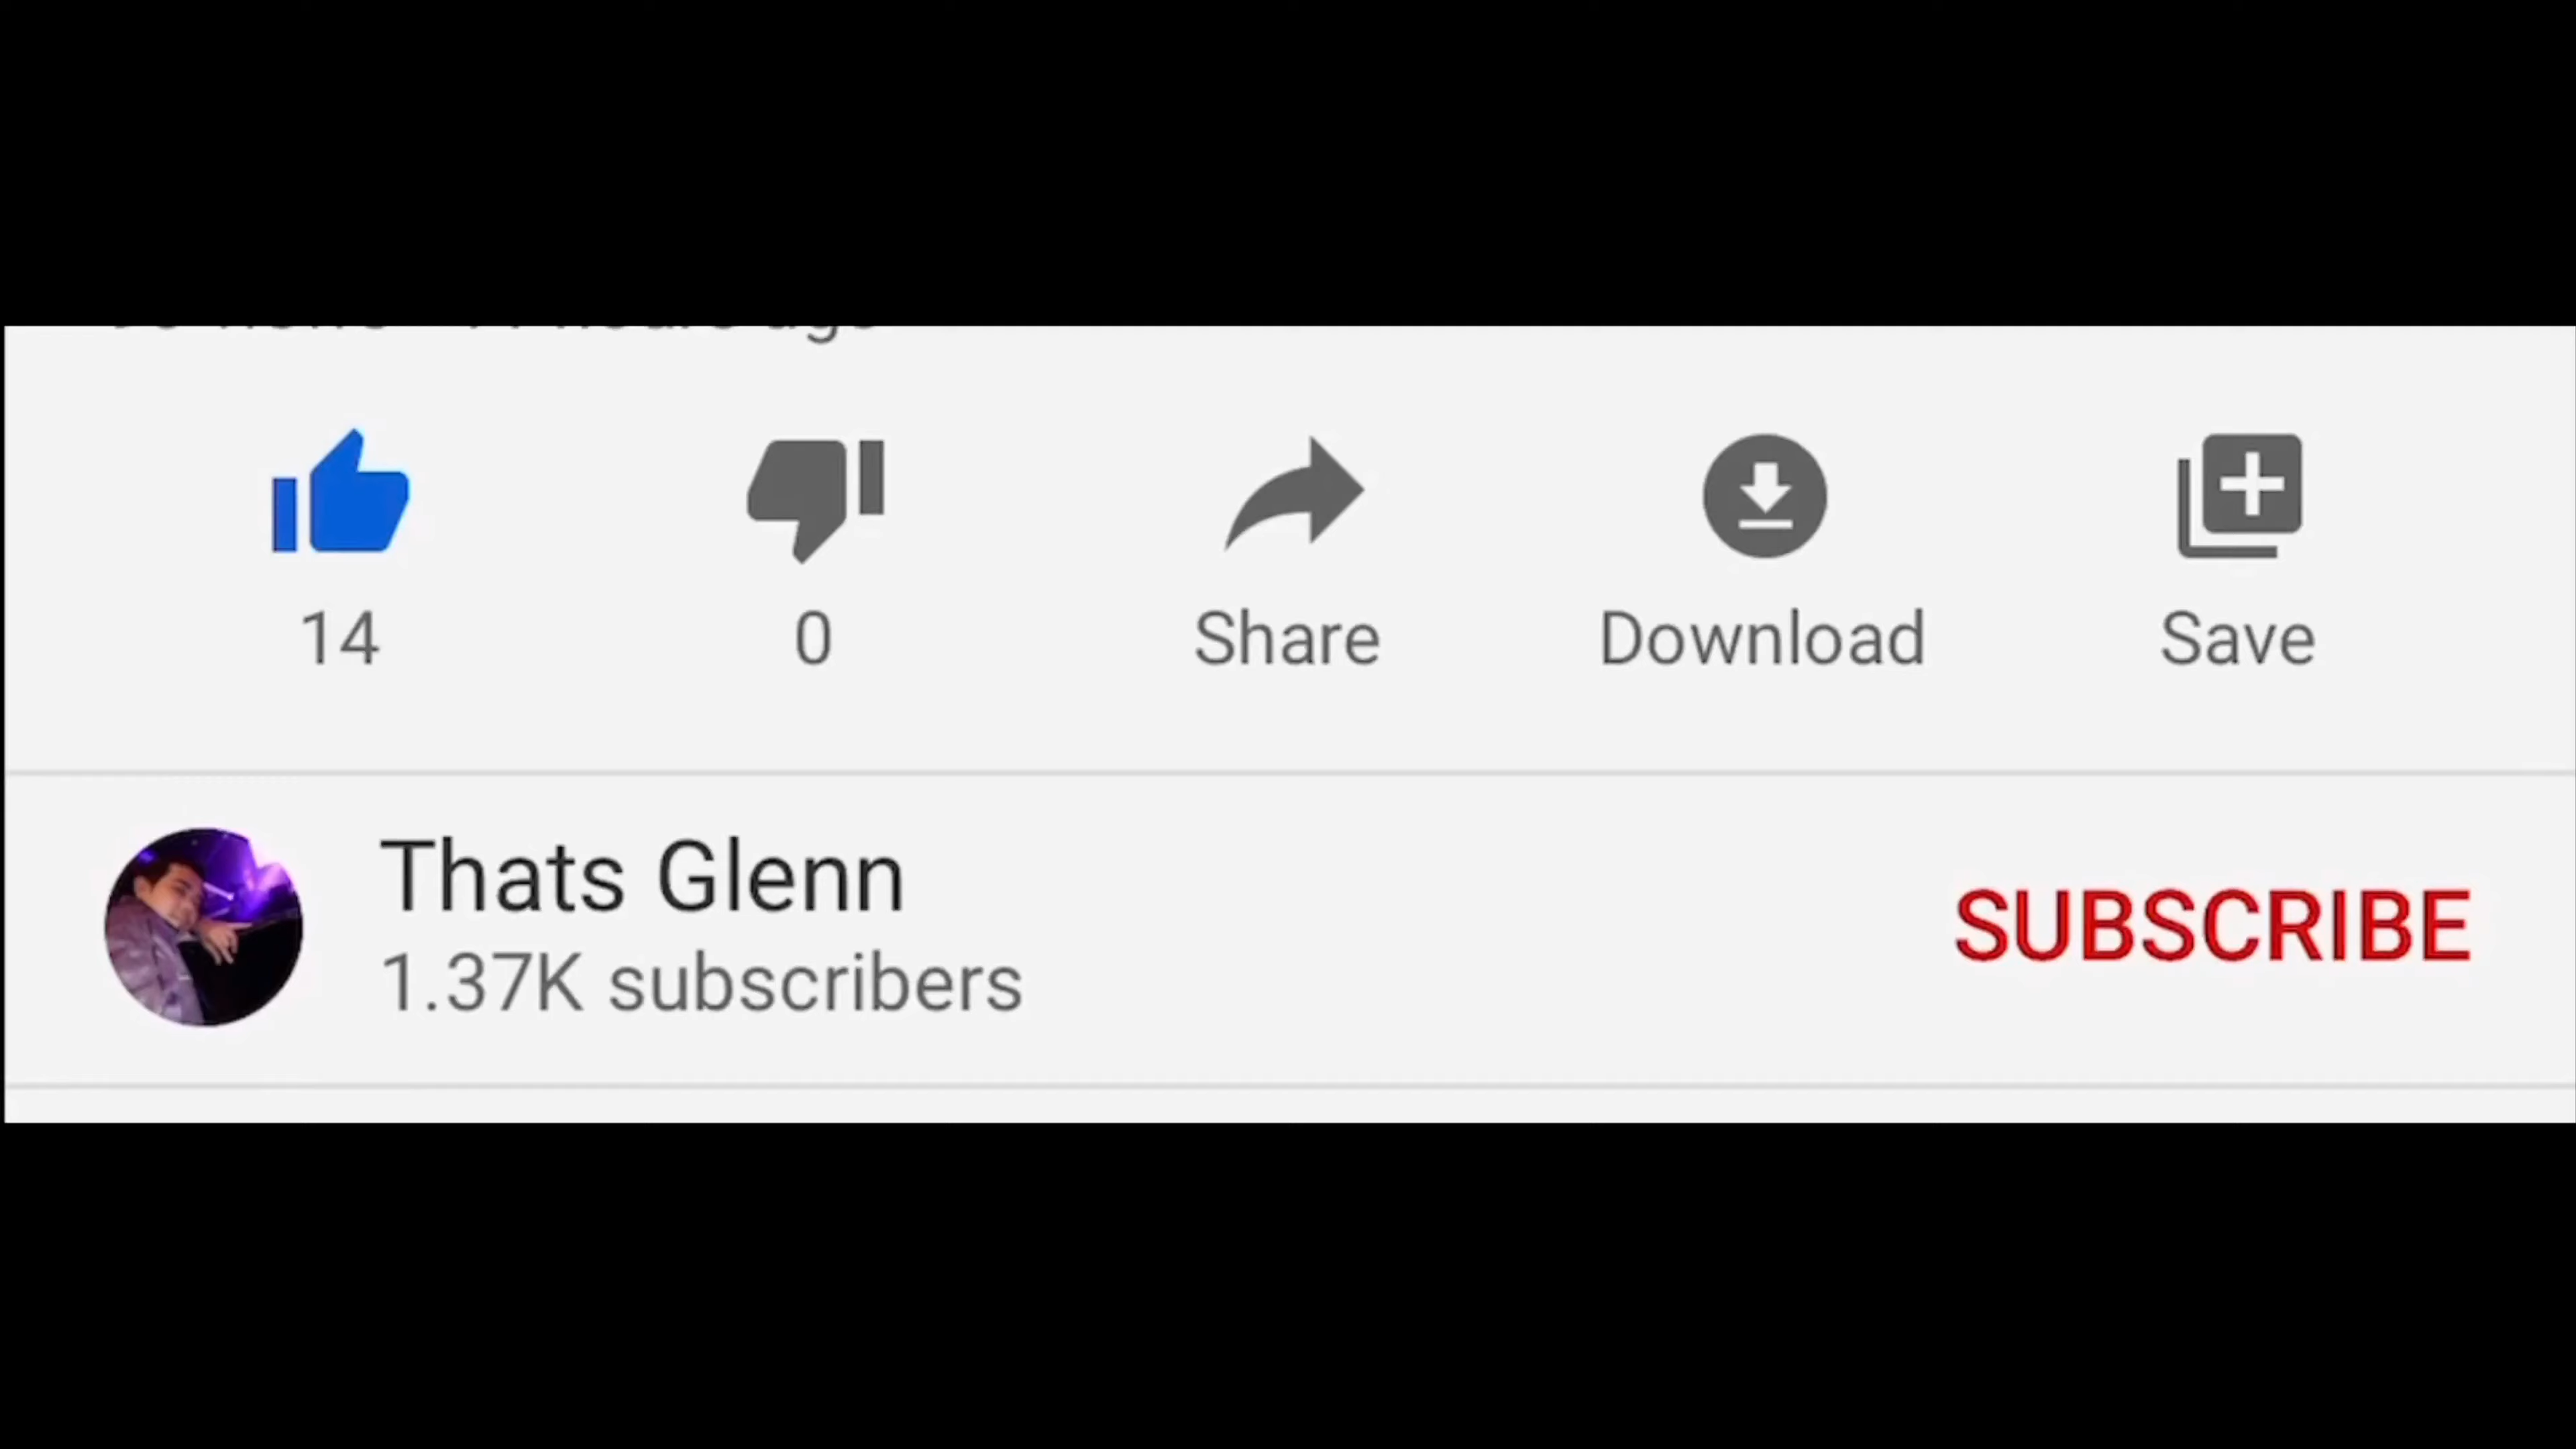 14
0
Share
Download
Save
Thats Glenn
1.37K subscribers
SUBSCRIBE